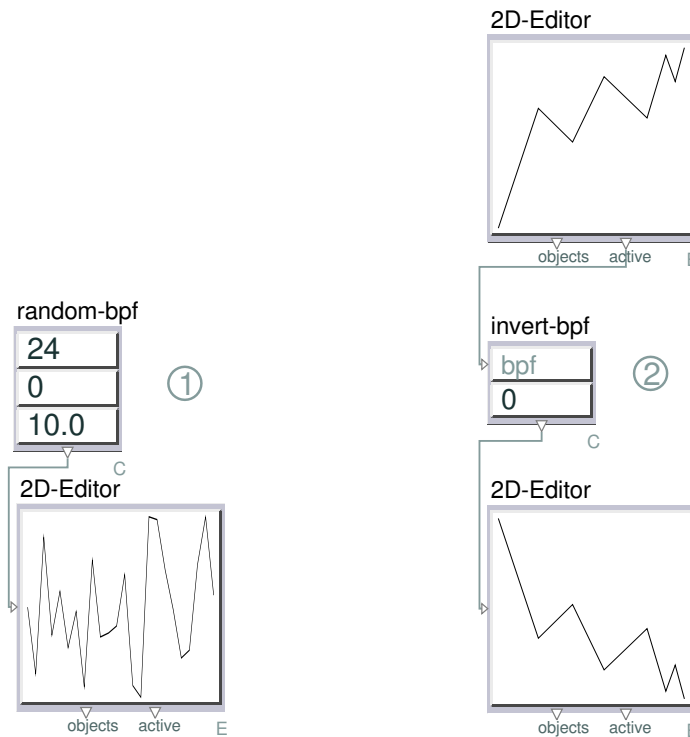 random-bpf
24
0
10.0
1
C
2D-Editor
objects active E
2D-Editor
objects active
invert-bpf
bpf
0
2
C
2D-Editor
objects active